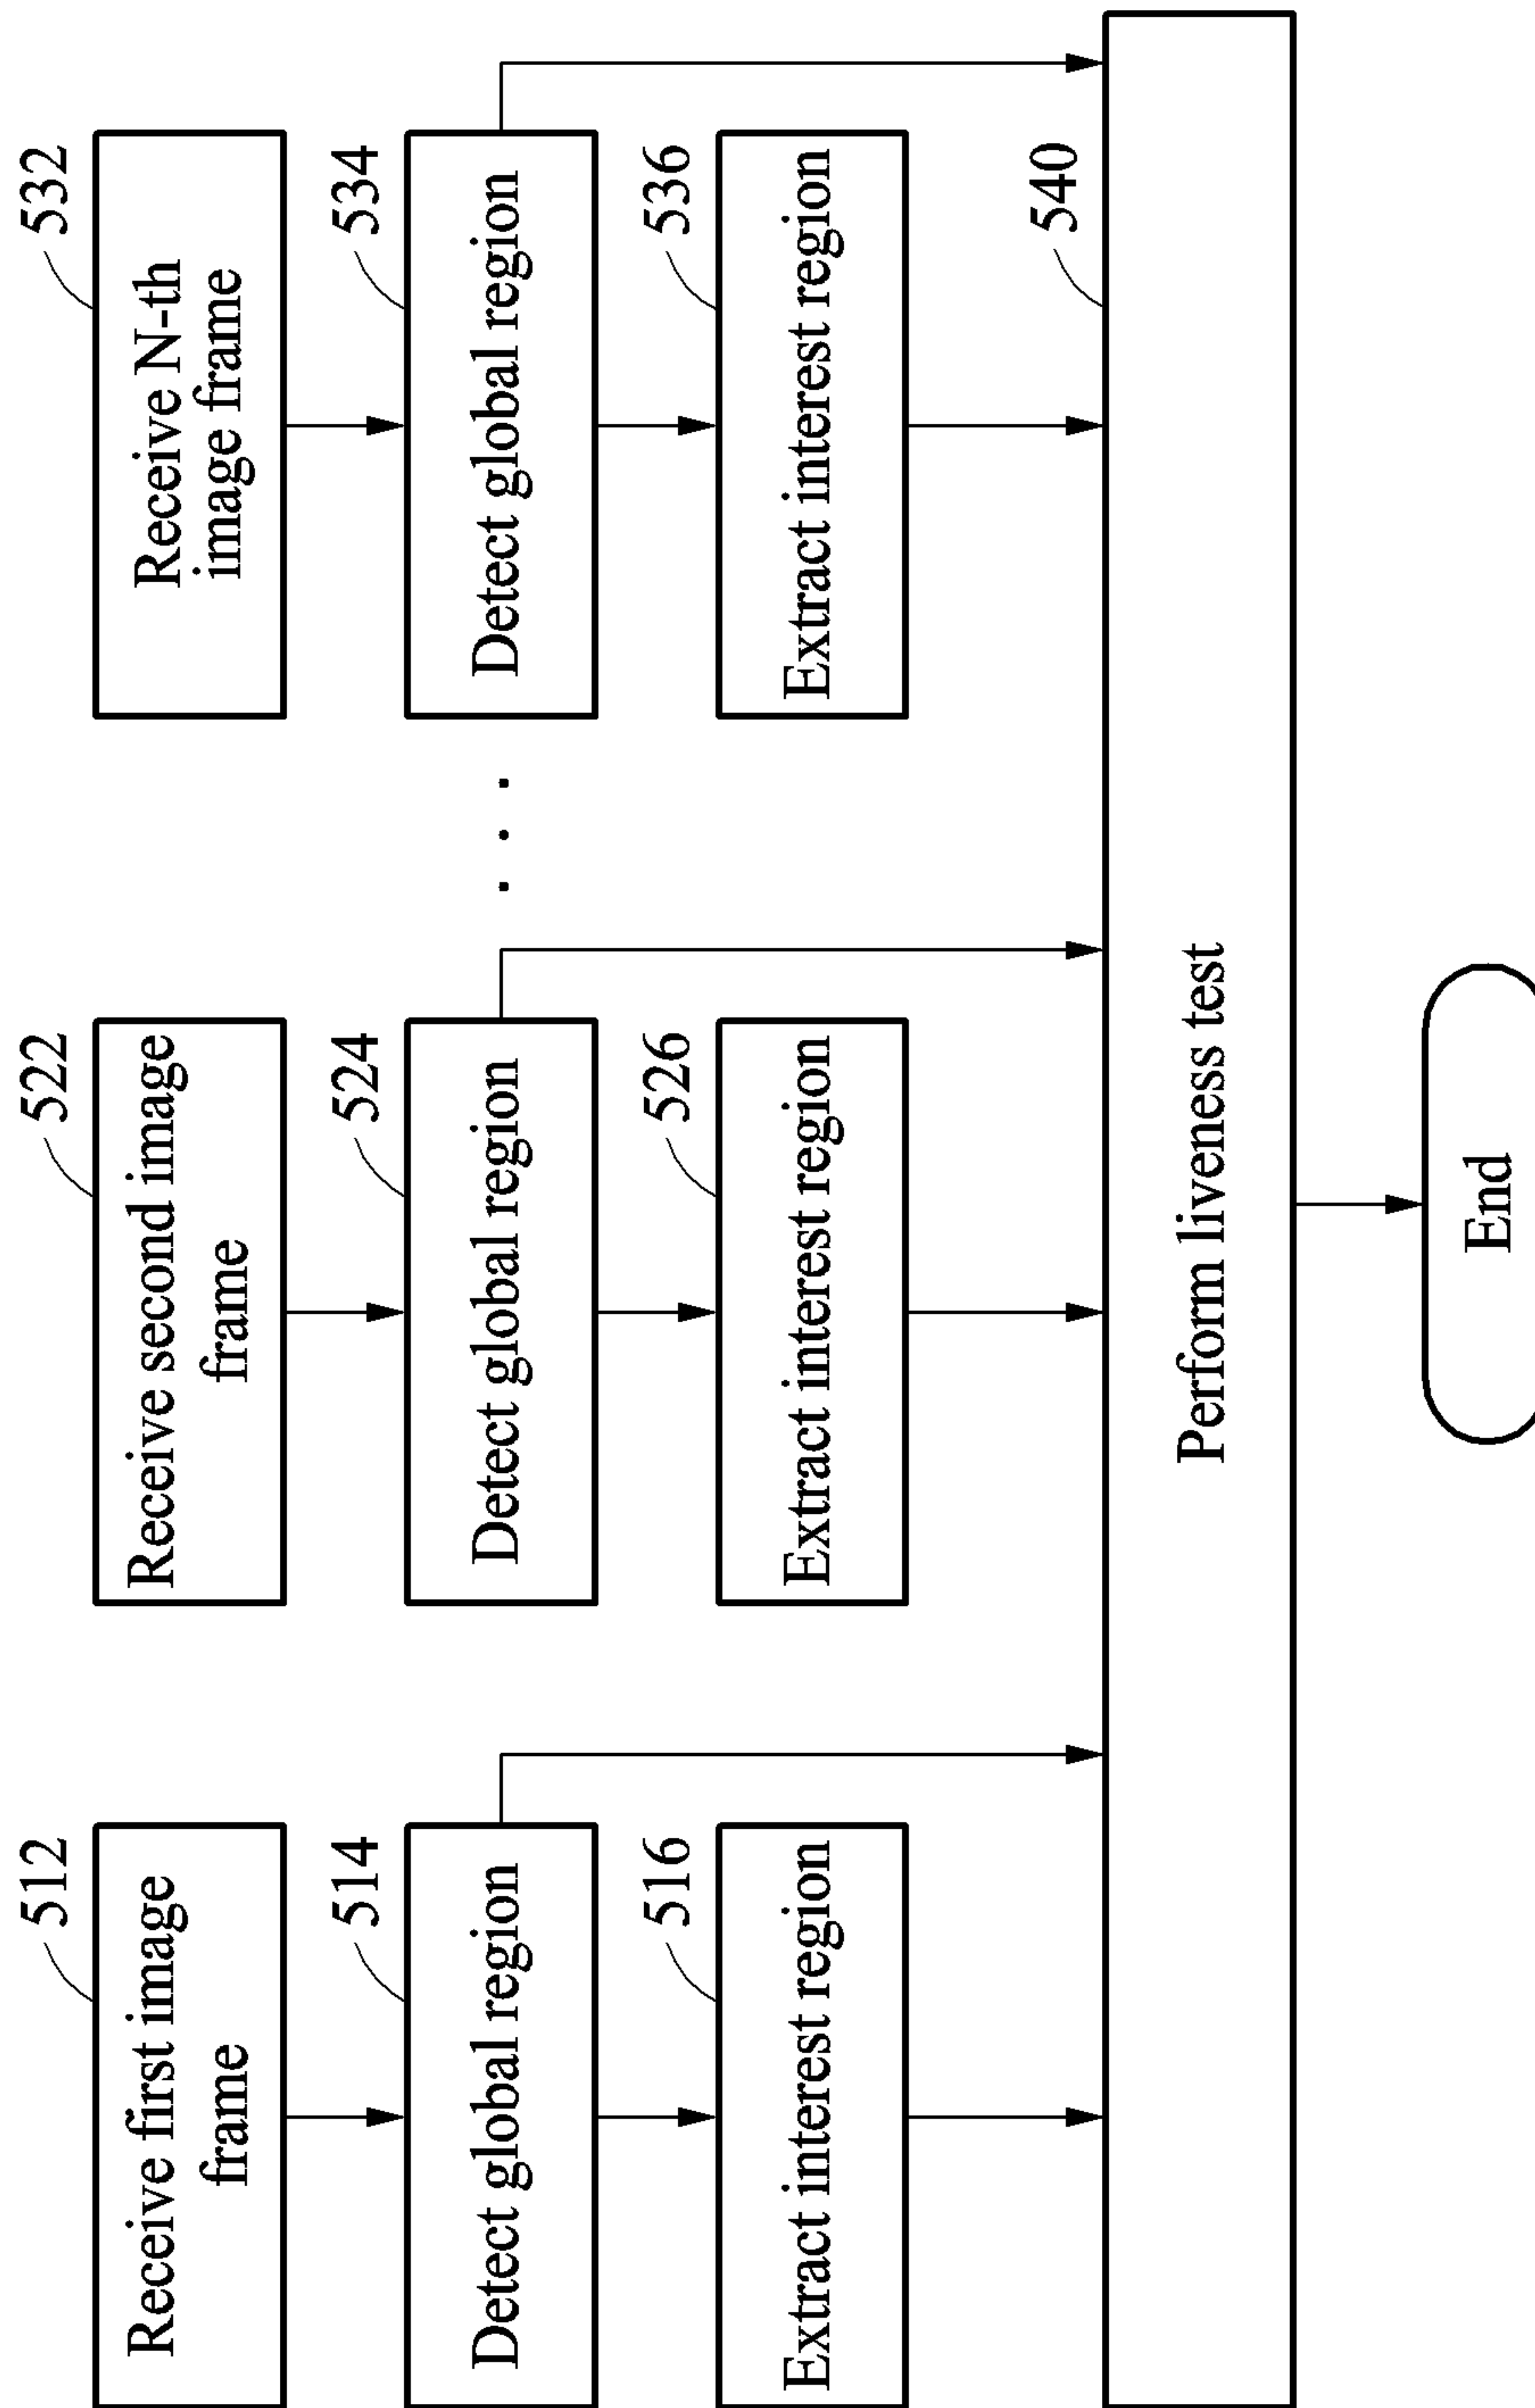 512
Receive first image
frame
514
Detect global region
516
Extract interest region
522
Receive second image
frame
524
Detect global region
526
Extract interest region
. . .
532
Receive N-th
image frame
534
Detect global region
536
Extract interest region
540
Perform liveness test
End